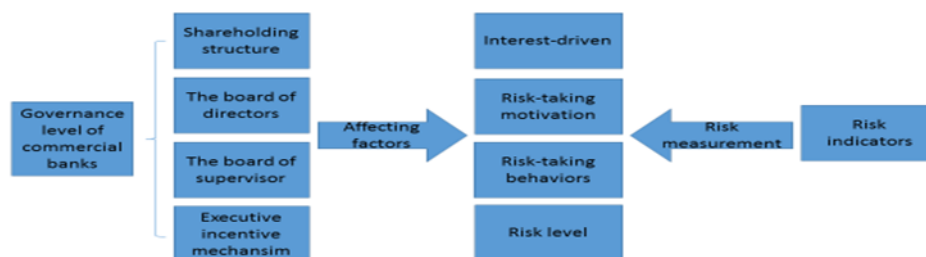 Governance
level of
commercial
banks
Shareholding
structure
The board of
directors
The board of
supervisor
Executive
incentive
mechansim
Affecting
factors
Interest-driven
Risk-taking
motivation
Risk-taking
behaviors
Risk level
Risk
measurement
Risk
indicators